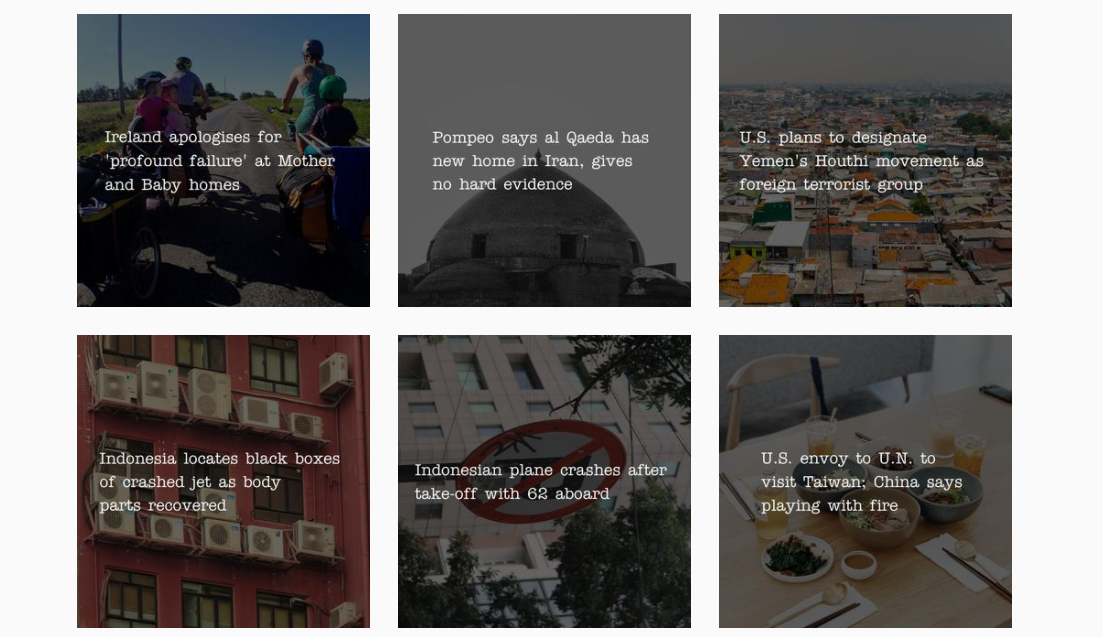 Ireland apologises for
'profound failure' at Mother
and Baby homes
Pompeo says al Qaeda has
new home in Iran, gives
no hard evidence
U.S. plans to designate
Yemen's Houthi movement as
foreign terrorist group
Indonesia locates black boxes
of crashed jet as body
parts recovered
Indonesian plane crashes after
take-off with 62 aboard
U.S. envoy to U.N. to
visit Taiwan; China says
playing with fire